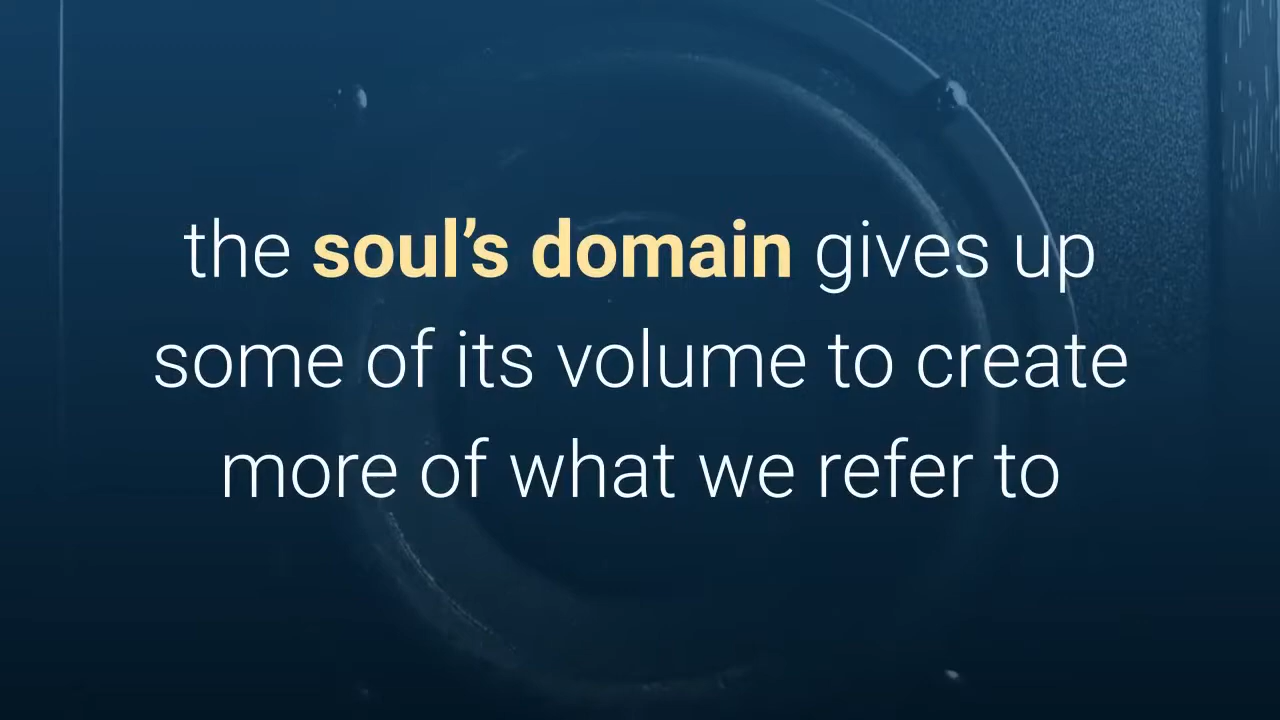 the soul’s domain gives up
some of its volume to create
more of what we refer to